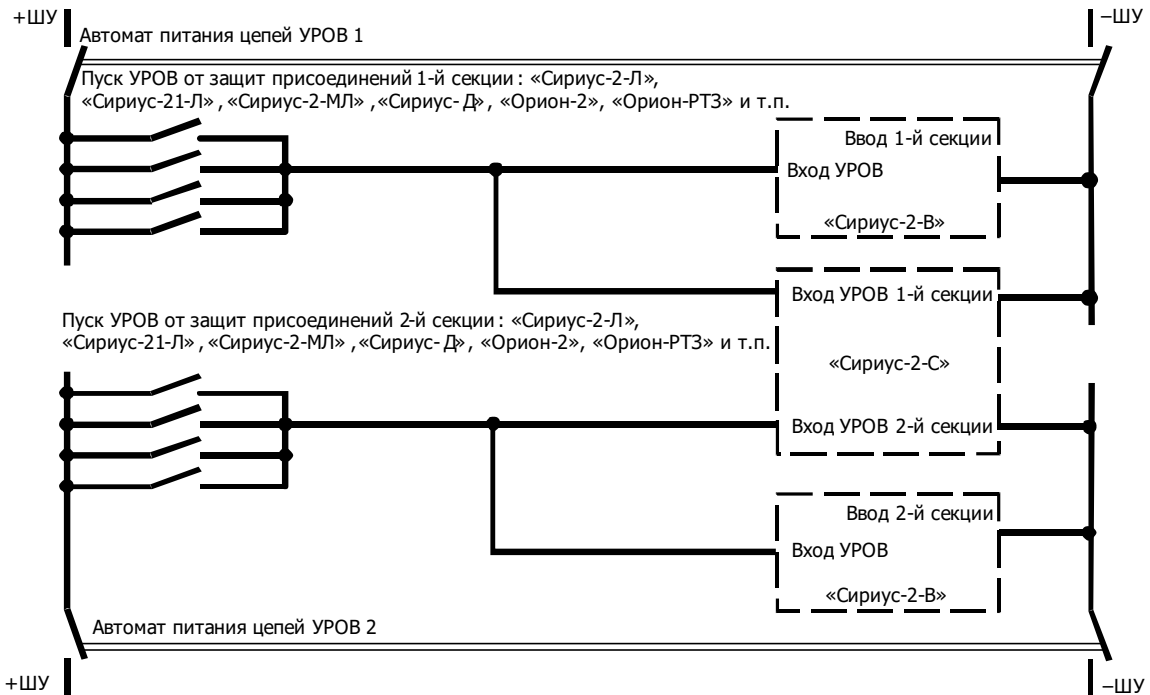 +ШУ
–ШУ
Автомат питания цепей УРОВ 1
Пуск УРОВ от защит присоединений 1-й секции: «Сириус-2-Л»,
«Сириус-21-Л», «Сириус-2-МЛ», «Сириус-Д», «Орион-2», «Орион-РТЗ» и т.п.
Ввод 1-й секции
Вход УРОВ
«Сириус-2-В»
Вход УРОВ 1-й секции
Пуск УРОВ от защит присоединений 2-й секции: «Сириус-2-Л»,
«Сириус-21-Л», «Сириус-2-МЛ», «Сириус-Д», «Орион-2», «Орион-РТЗ» и т.п.
«Сириус-2-С»
Вход УРОВ 2-й секции
Ввод 2-й секции
Вход УРОВ
«Сириус-2-В»
Автомат питания цепей УРОВ 2
+ШУ
–ШУ